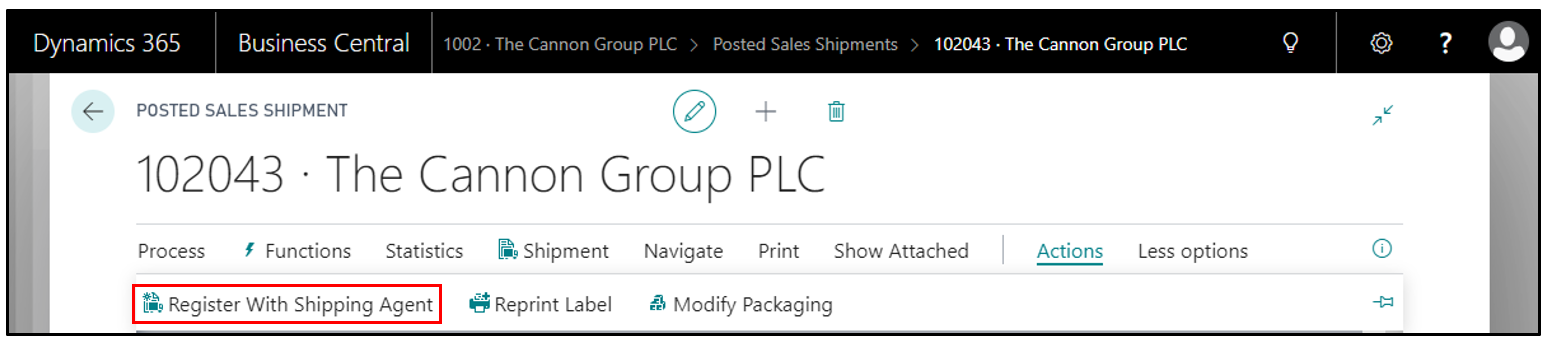 Dynamics 365 Business Central 1002 · The Cannon Group PLC > Posted Sales Shipments > 102043 · The Cannon Group PLC ?
POSTED SALES SHIPMENT
102043 · The Cannon Group PLC
Process Functions Statistics Shipment Navigate Print Show Attached Actions Less options
Register With Shipping Agent Reprint Label Modify Packaging